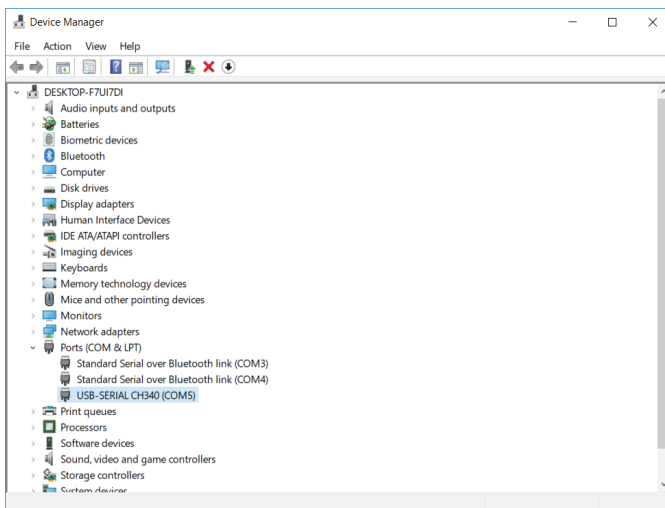 Device Manager
File Action View Help
DESKTOP-F7UI7DI
Audio inputs and outputs
Batteries
Biometric devices
Bluetooth
Computer
Disk drives
Display adapters
Human Interface Devices
IDE ATA/ATAPI controllers
Imaging devices
Keyboards
Memory technology devices
Mice and other pointing devices
Monitors
Network adapters
Ports (COM & LPT)
Standard Serial over Bluetooth link (COM3)
Standard Serial over Bluetooth link (COM4)
USB-SERIAL CH340 (COM5)
Print queues
Processors
Software devices
Sound, video and game controllers
Storage controllers
System devices